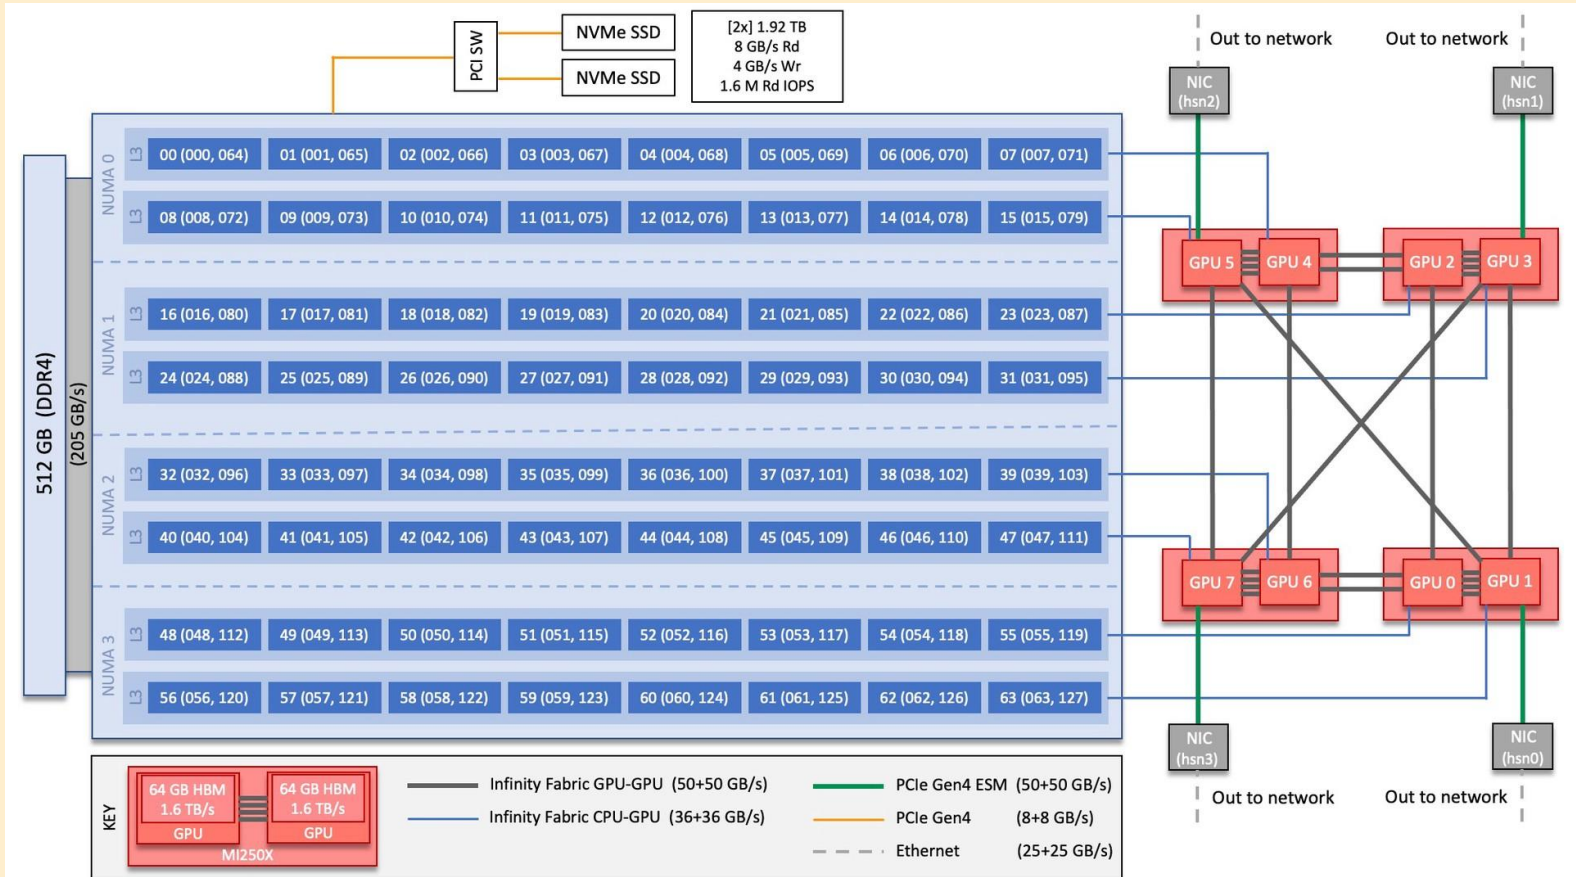 PCI SW
NVMe SSD
NVMe SSD
[2x] 1.92 TB
8 GB/s Rd
4 GB/s Wr
1.6 M Rd IOPS
Out to network
Out to network
NIC
(hsn2)
NIC
(hsn1)
512 GB (DDR4)
(205 GB/s)
NUMA 0
L3
00 (000, 064) 01 (001, 065) 02 (002, 066) 03 (003, 067) 04 (004, 068) 05 (005, 069) 06 (006, 070) 07 (007, 071)
L3
08 (008, 072) 09 (009, 073) 10 (010, 074) 11 (011, 075) 12 (012, 076) 13 (013, 077) 14 (014, 078) 15 (015, 079)
NUMA 1
L3
16 (016, 080) 17 (017, 081) 18 (018, 082) 19 (019, 083) 20 (020, 084) 21 (021, 085) 22 (022, 086) 23 (023, 087)
L3
24 (024, 088) 25 (025, 089) 26 (026, 090) 27 (027, 091) 28 (028, 092) 29 (029, 093) 30 (030, 094) 31 (031, 095)
NUMA 2
L3
32 (032, 096) 33 (033, 097) 34 (034, 098) 35 (035, 099) 36 (036, 100) 37 (037, 101) 38 (038, 102) 39 (039, 103)
L3
40 (040, 104) 41 (041, 105) 42 (042, 106) 43 (043, 107) 44 (044, 108) 45 (045, 109) 46 (046, 110) 47 (047, 111)
NUMA 3
L3
48 (048, 112) 49 (049, 113) 50 (050, 114) 51 (051, 115) 52 (052, 116) 53 (053, 117) 54 (054, 118) 55 (055, 119)
L3
56 (056, 120) 57 (057, 121) 58 (058, 122) 59 (059, 123) 60 (060, 124) 61 (061, 125) 62 (062, 126) 63 (063, 127)
GPU 5 GPU 4 GPU 2 GPU 3
GPU 7 GPU 6 GPU 0 GPU 1
NIC
(hsn3)
NIC
(hsn0)
Out to network
Out to network
KEY
64 GB HBM
1.6 TB/s
GPU
64 GB HBM
1.6 TB/s
GPU
MI250X
Infinity Fabric GPU-GPU (50+50 GB/s)
Infinity Fabric CPU-GPU (36+36 GB/s)
PCIe Gen4 ESM (50+50 GB/s)
PCIe Gen4 (8+8 GB/s)
Ethernet (25+25 GB/s)